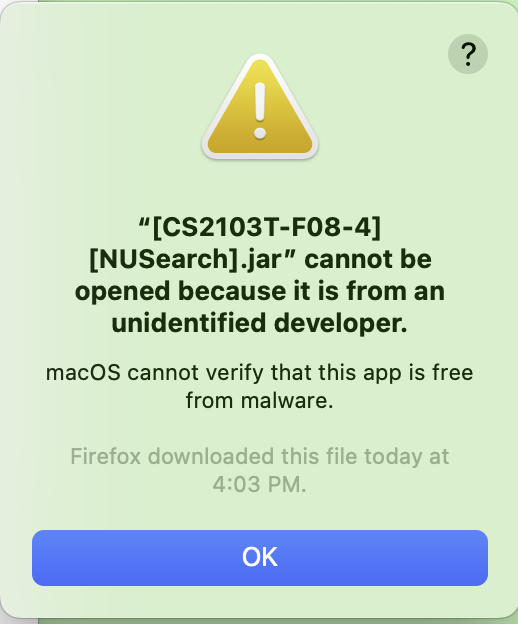 ?
“[CS2103T-F08-4]
[NUSearch].jar” cannot be
opened because it is from an
unidentified developer.
macOS cannot verify that this app is free
from malware.
Firefox downloaded this file today at
4:03 PM.
OK